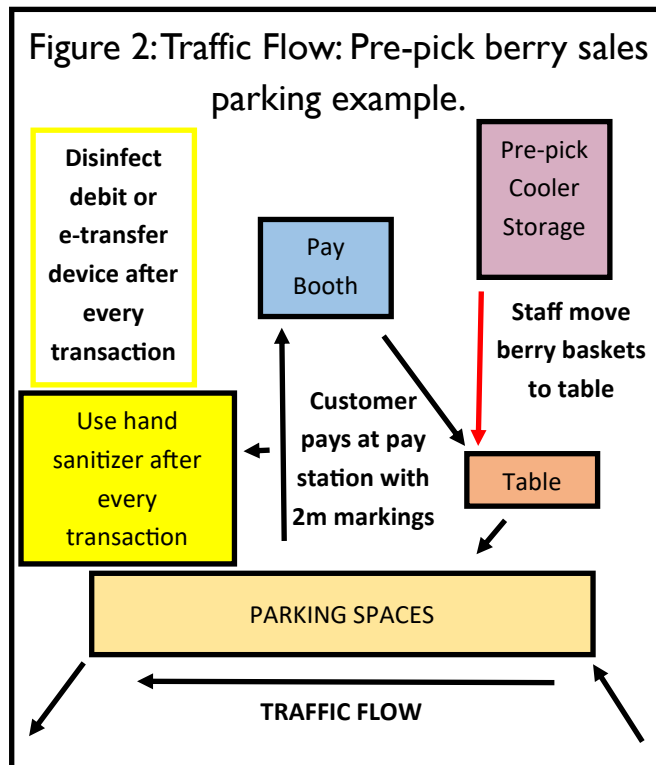 Figure 2: Traffic Flow: Pre-pick berry sales
parking example.
Disinfect
debit or
e-transfer
device after
every
transaction
Pre-pick
Cooler
Storage
Pay
Booth
Staff move
berry baskets
to table
Use hand
sanitizer after
every
transaction
Customer
pays at pay
station with
2m markings
Table
PARKING SPACES
TRAFFIC FLOW